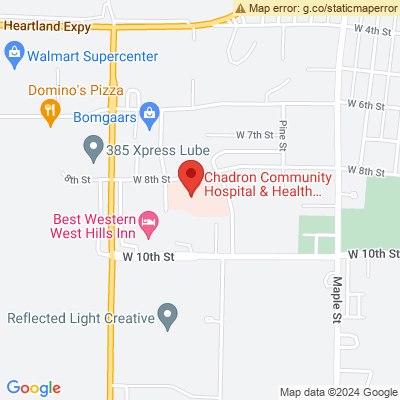 Map error: g.co/staticmaperror
Heartland Expy
W 4th St
Walmart Supercenter
Domino's Pizza
W 6th St
Bomgaars
W 7th St
Pine St
385 Xpress Lube
8th St
W 8th St
W 8th St
Chadron Community
Hospital & Health...
Best Western
West Hills Inn
W 10th St
W 10th St
Maple St
Reflected Light Creative
Google
Map data ©2024 Google